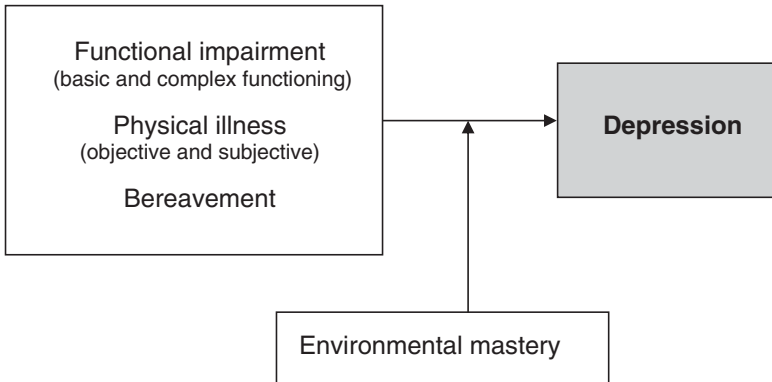 Functional impairment
(basic and complex functioning)
Physical illness
(objective and subjective)
Bereavement
Depression
Environmental mastery